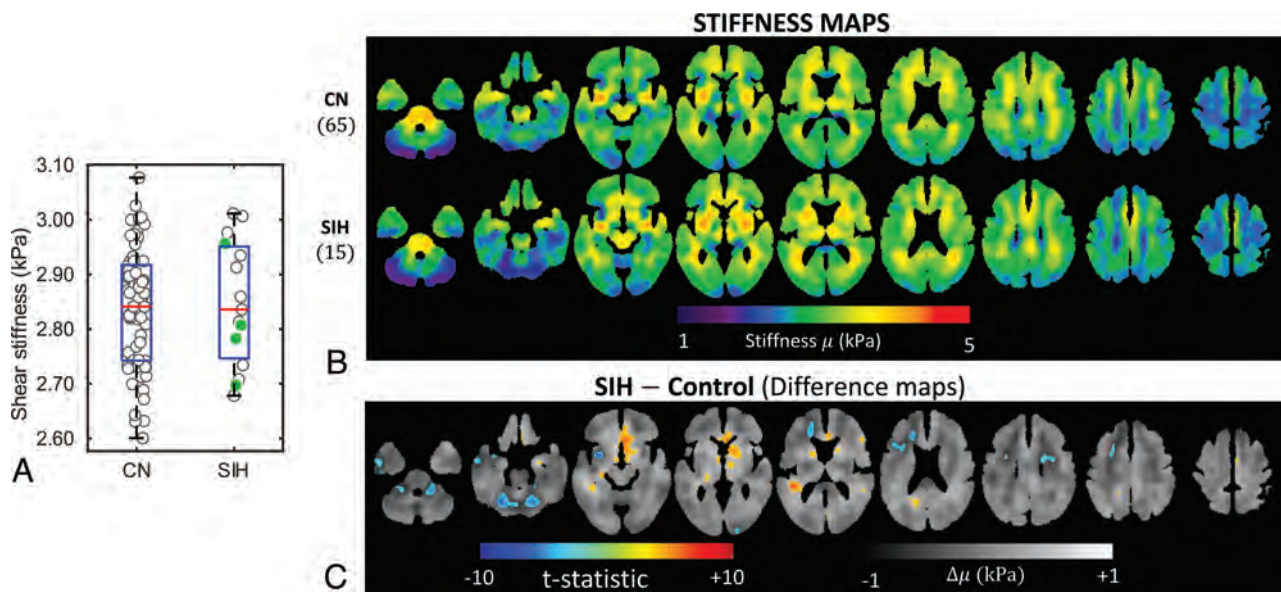 STIFFNESS MAPS
CN
(65)
SIH
(15)
1
Stiffness μ (kPa)
5
B
3.10
3.00
2.90
2.80
2.70
2.60
Shear stiffness (kPa)
CN
SIH
A
SIH – Control (Difference maps)
-10
t-statistic
+10
-1
Δμ (kPa)
+1
C